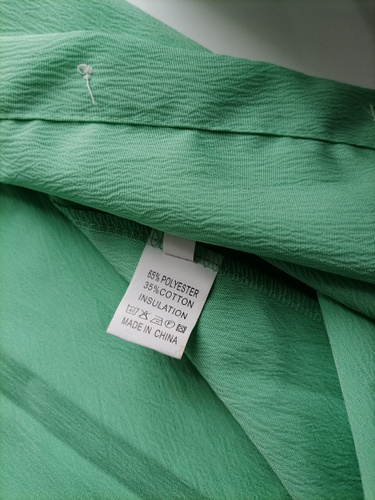 65% POLYESTER
35%COTTON
INSULATION
MADE IN CHINA